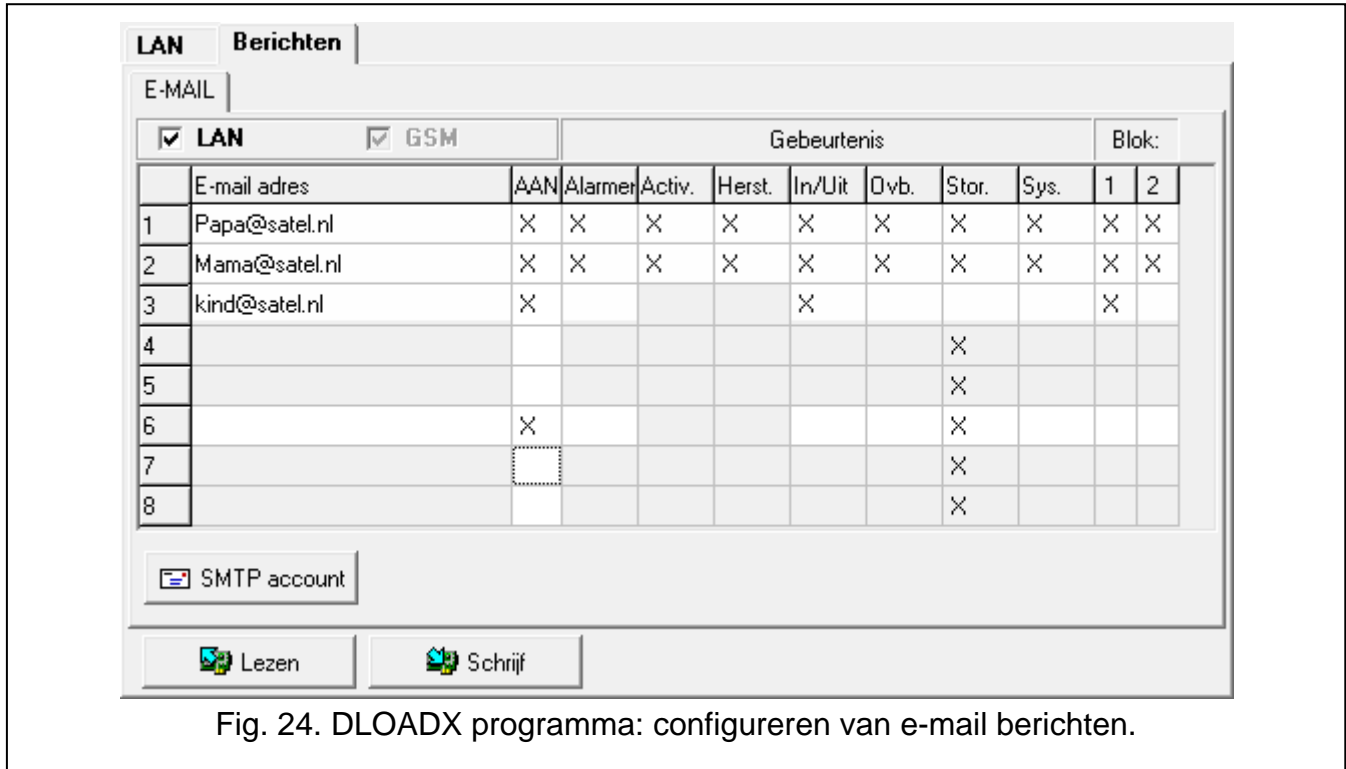 LAN Berichten
E-MAIL
LAN GSM Gebeurtenis Blok:
E-mail adres AAN Alarmer Activ. Herst. In/Uit Ovb. Stor. Sys. 1 2
1 Papa@satel.nl X X X X X X X X X X
2 Mama@satel.nl X X X X X X X X X X
3 kind@satel.nl X X X
4 X
5 X
6 X X
7 X
8 X
SMTP account
Lezen Schrijf
Fig. 24. DLOADX programma: configureren van e-mail berichten.